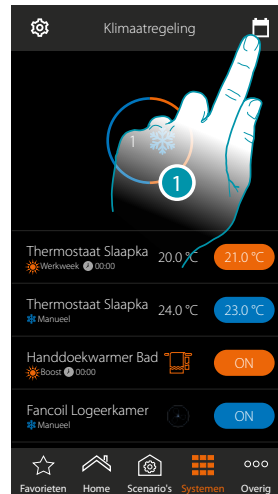 Klimaatregeling
1
1
Thermostaat Slaapka 20.0 °C 21.0 °C
Werkweek 00:00
Thermostaat Slaapka 24.0 °C 23.0 °C
Manueel
Handdoekwarmer Bad ON
Boost 00:00
Fancoil Logeerkamer ON
Manueel
Favorieten Home Scenario's Systemen Overig